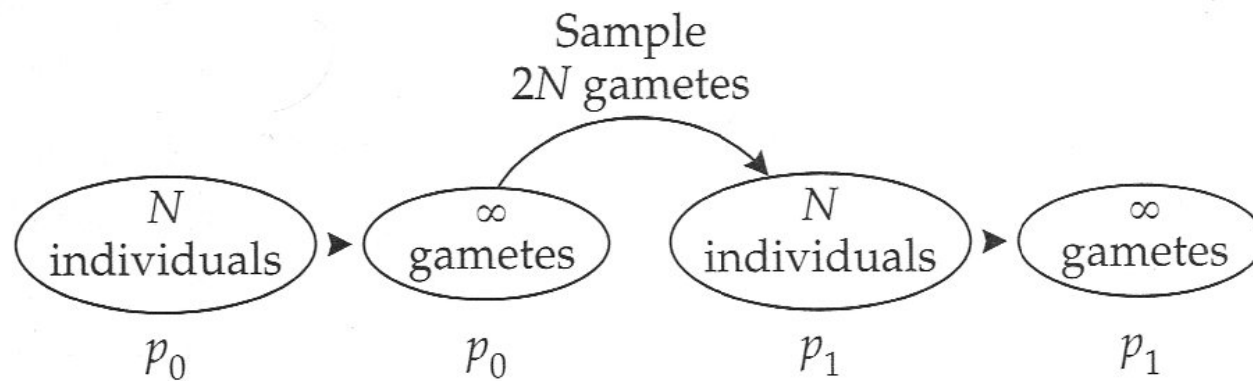 Sample
2N gametes
N
individuals
∞
gametes
N
individuals
∞
gametes
p₀
p₀
p₁
p₁